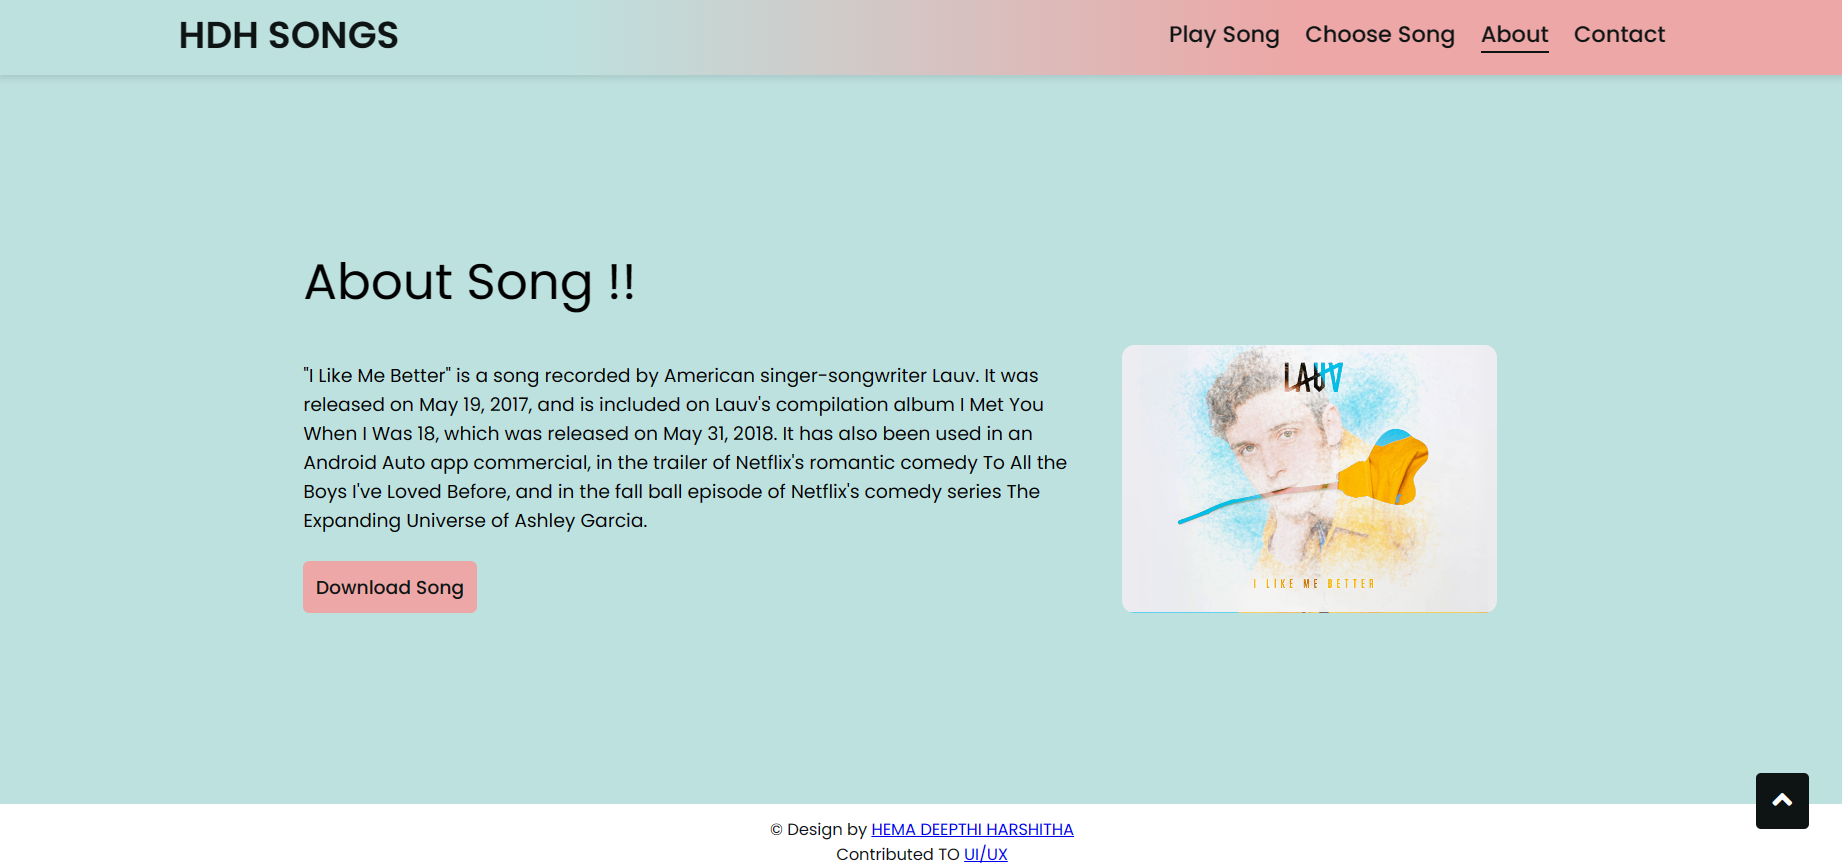 HDH SONGS
Play Song
Choose Song
About
Contact
About Song !!
"I Like Me Better" is a song recorded by American singer-songwriter Lauv. It was
released on May 19, 2017, and is included on Lauv's compilation album I Met You
When I Was 18, which was released on May 31, 2018. It has also been used in an
Android Auto app commercial, in the trailer of Netflix's romantic comedy To All the
Boys I've Loved Before, and in the fall ball episode of Netflix's comedy series The
Expanding Universe of Ashley Garcia.
Download Song
LAUV
I LIKE ME BETTER
© Design by HEMA DEEPTHI HARSHITHA
Contributed TO UI/UX